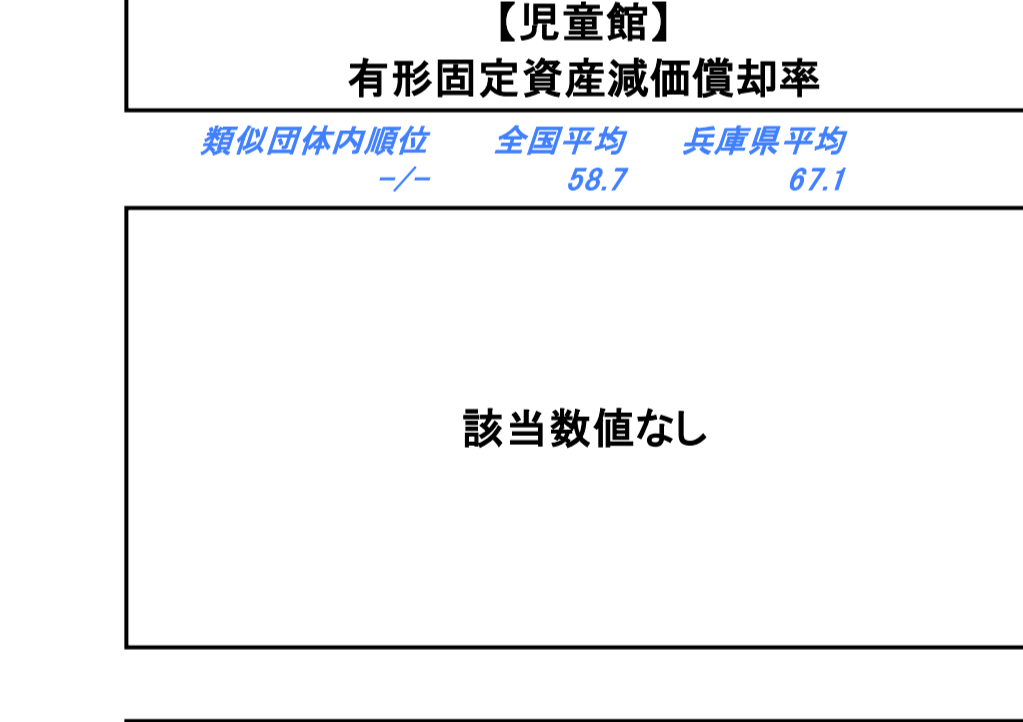 【児童館】
有形固定資産減価償却率
類似団体内順位 全国平均 兵庫県平均
-/- 58.7 67.1
該当数値なし